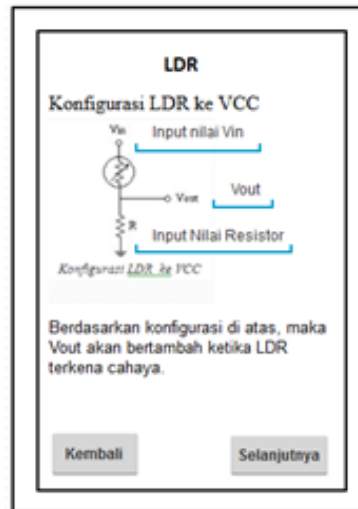 LDR
Konfigurasi LDR ke VCC
Vin
Input nilai Vin
Vout
Vout
R
Input Nilai Resistor
Konfigurasi LDR ke VCC
Berdasarkan konfigurasi di atas, maka
Vout akan bertambah ketika LDR
terkena cahaya.
Kembali
Selanjutnya